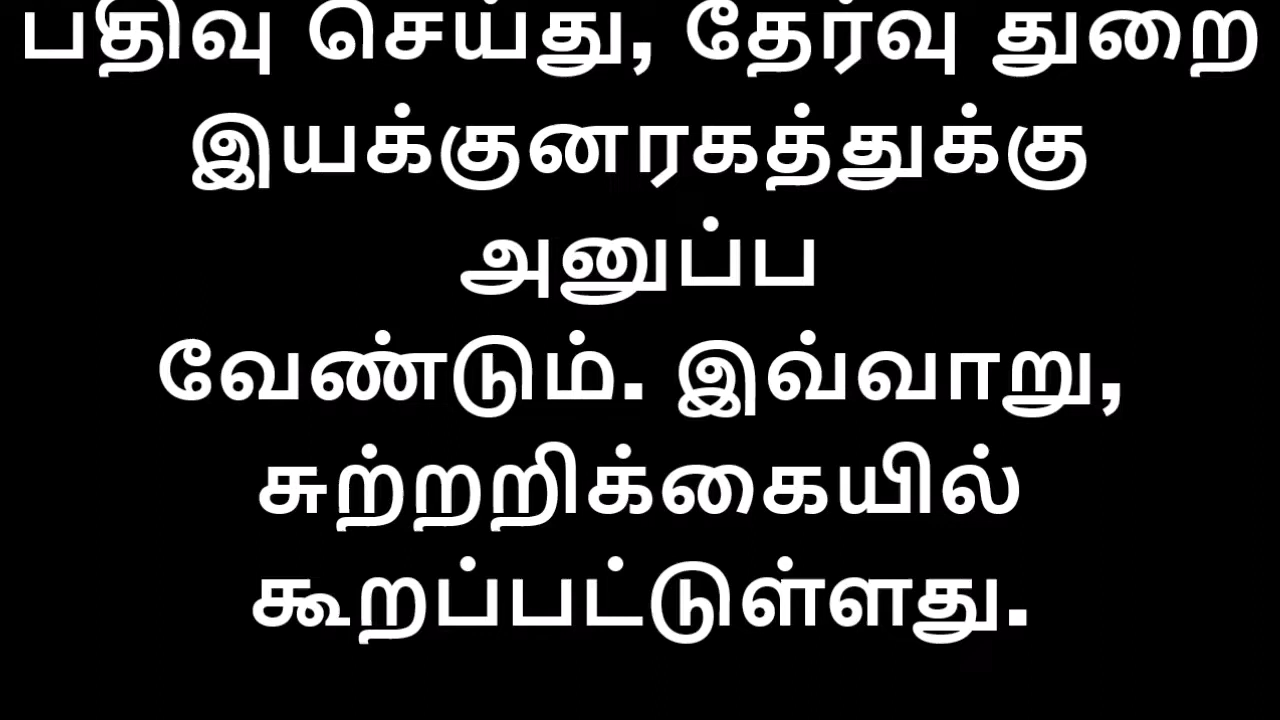 பதிவு செய்து, தேர்வு துறை
இயக்குனரகத்துக்கு
அனுப்ப
வேண்டும். இவ்வாறு,
சுற்றறிக்கையில்
கூறப்பட்டுள்ளது.